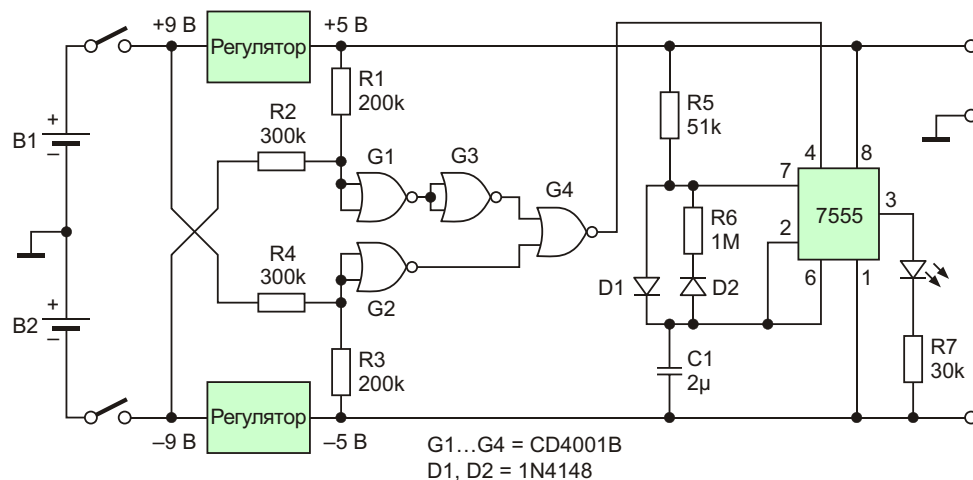 +9 В
Регулятор
+5 В
R1
200k
R2
300k
B1
+
–
G1
G3
G4
R4
300k
G2
B2
+
–
R3
200k
–9 В
Регулятор
–5 В
R5
51k
4
8
7
7555
3
2
R6
1M
6
1
D1
D2
C1
2µ
R7
30k
G1...G4 = CD4001B
D1, D2 = 1N4148